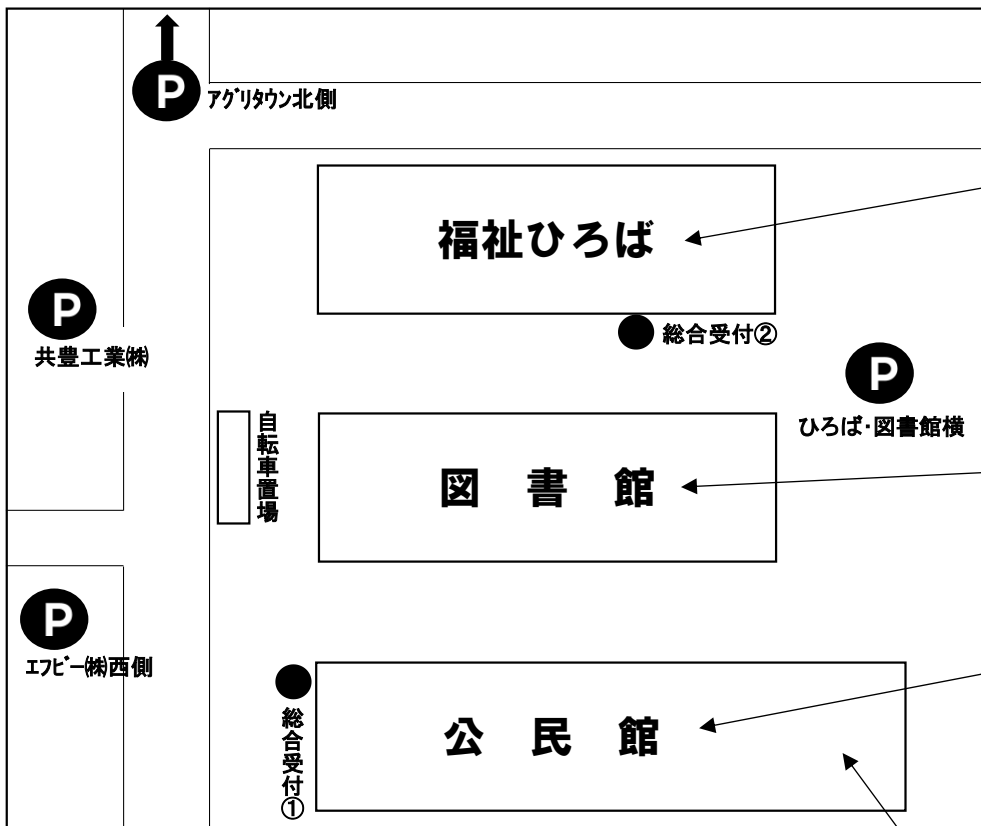 P
アグリタウン北側
福祉ひろば
P
共豊工業㈱
総合受付②
P
ひろば・図書館横
自転車置場
図書館
P
エフピー㈱西側
総合受付①
公民館